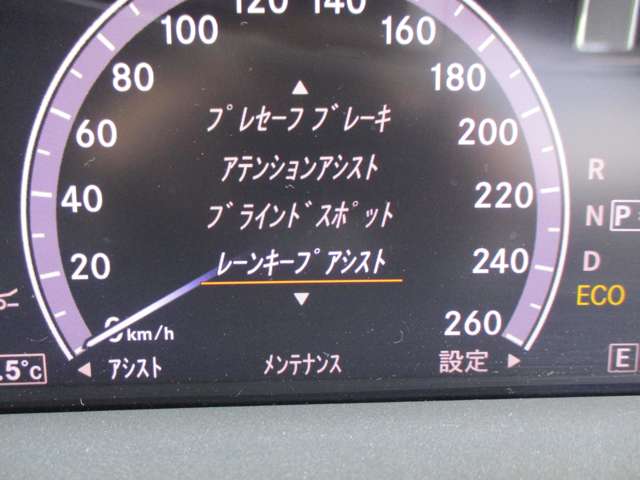 120 140
100 160
80 180
60 200
40 220
20 240
0 km/h 260
▲
プレセーフブレーキ
アテンションアシスト
ブラインドスポット
レーンキープアシスト
▼
◀ アシスト メンテナンス 設定 ▶
R
N P
D
ECO
E
.5°C